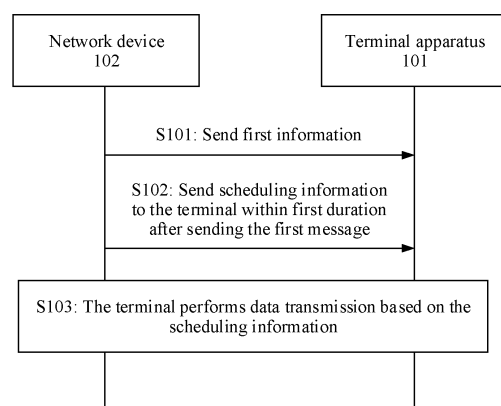 Network device
102
Terminal apparatus
101
S101: Send first information
S102: Send scheduling information
to the terminal within first duration
after sending the first message
S103: The terminal performs data transmission based on the
scheduling information